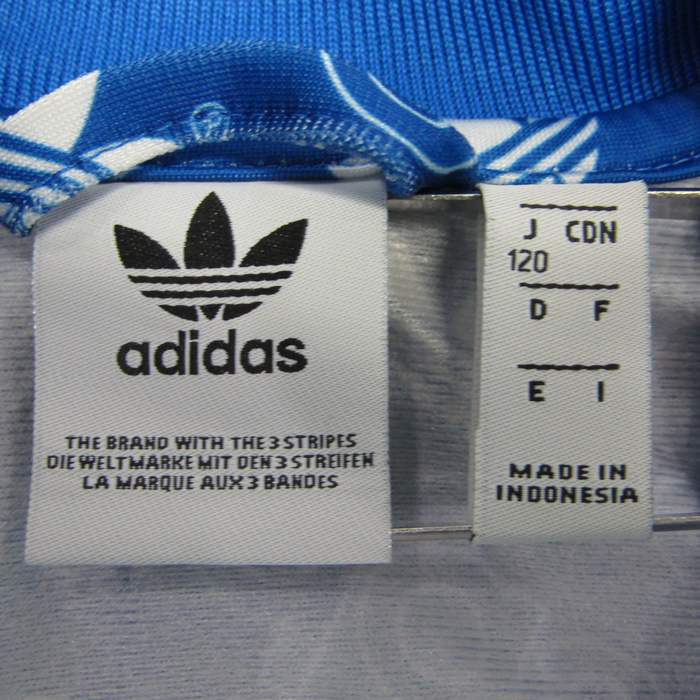 adidas
THE BRAND WITH THE 3 STRIPES
DIE WELTMARKE MIT DEN 3 STREIFEN
LA MARQUE AUX 3 BANDES
J CDN
120
D F
E I
MADE IN
INDONESIA